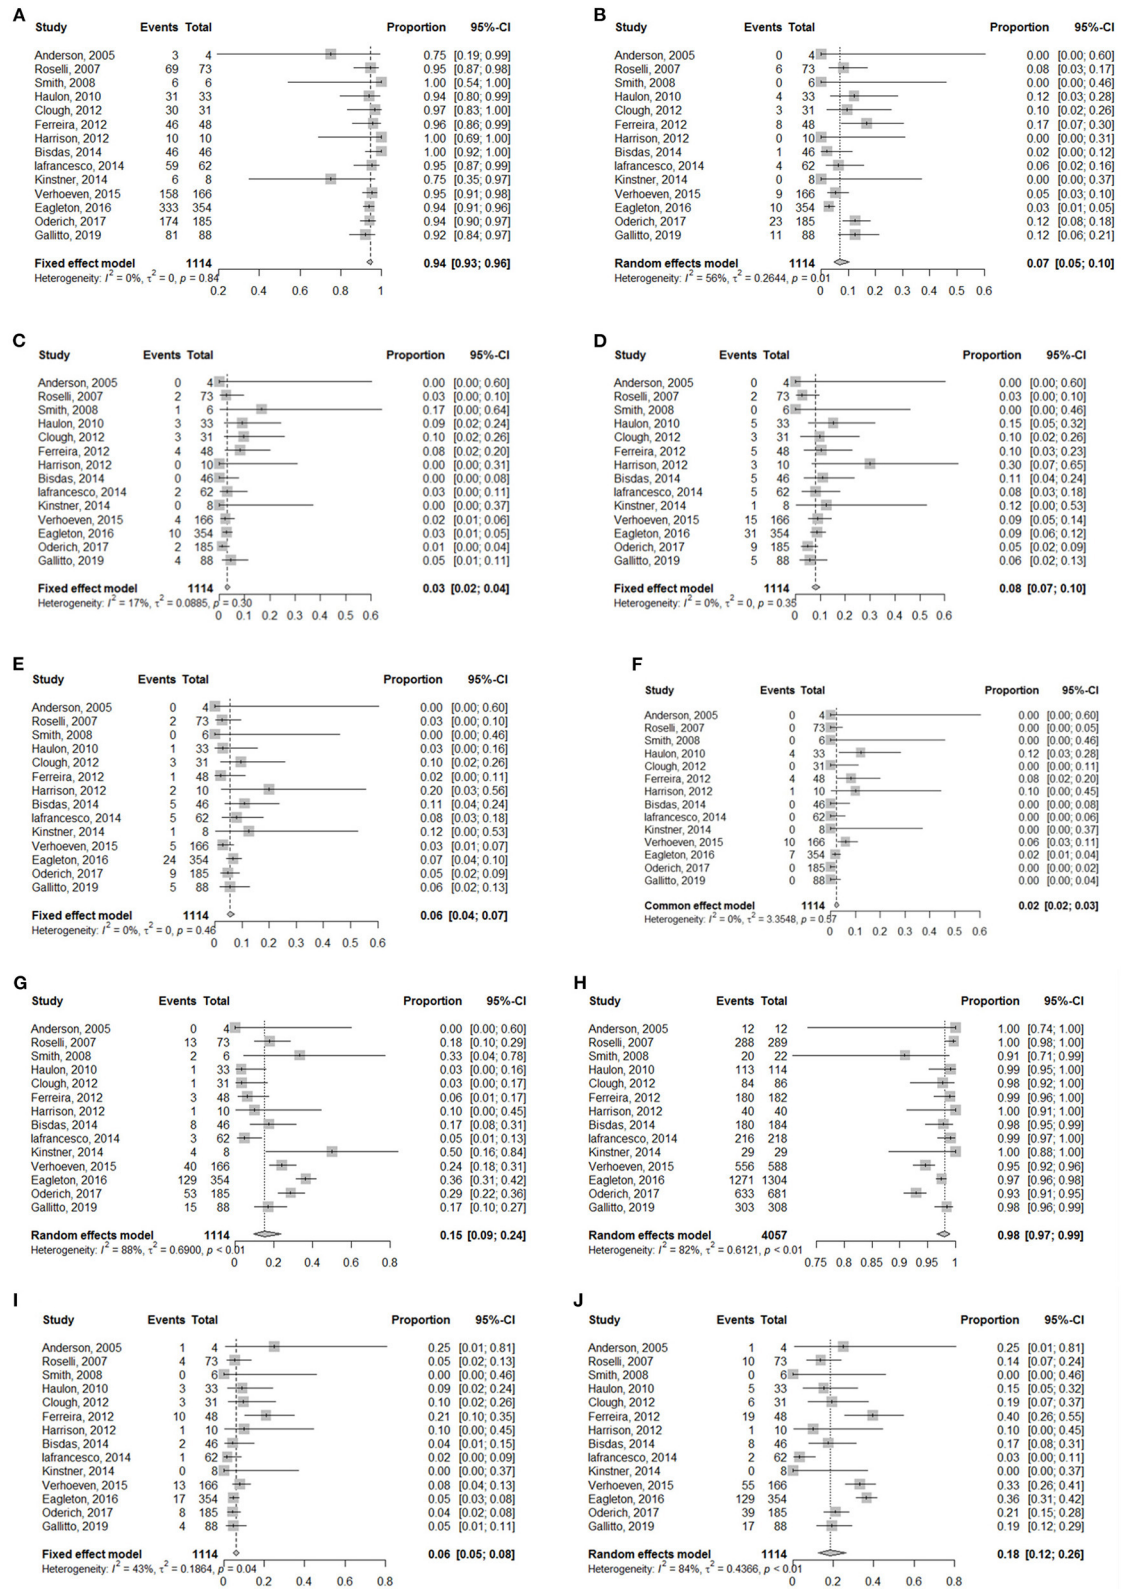 A
Study Events Total Proportion 95%-CI
Anderson, 2005 3 4 0.75 [0.19; 0.99]
Roselli, 2007 69 73 0.95 [0.87; 0.98]
Smith, 2008 6 6 1.00 [0.54; 1.00]
Haulon, 2010 31 33 0.94 [0.80; 0.99]
Clough, 2012 30 31 0.97 [0.83; 1.00]
Ferreira, 2012 46 48 0.96 [0.86; 0.99]
Harrison, 2012 10 10 1.00 [0.69; 1.00]
Bisdas, 2014 46 46 1.00 [0.92; 1.00]
Iafrancesco, 2014 59 62 0.95 [0.87; 0.99]
Kinstner, 2014 6 8 0.75 [0.35; 0.97]
Verhoeven, 2015 158 166 0.95 [0.91; 0.98]
Eagleton, 2016 333 354 0.94 [0.91; 0.96]
Oderich, 2017 174 185 0.94 [0.90; 0.97]
Gallitto, 2019 81 88 0.92 [0.84; 0.97]
Fixed effect model 1114 0.94 [0.93; 0.96]
Heterogeneity: I² = 0%, τ² = 0, p = 0.84
0.2 0.4 0.6 0.8 1
B
Study Events Total Proportion 95%-CI
Anderson, 2005 0 4 0.00 [0.00; 0.60]
Roselli, 2007 6 73 0.08 [0.03; 0.17]
Smith, 2008 0 6 0.00 [0.00; 0.46]
Haulon, 2010 4 33 0.12 [0.03; 0.28]
Clough, 2012 3 31 0.10 [0.02; 0.26]
Ferreira, 2012 8 48 0.17 [0.07; 0.30]
Harrison, 2012 0 10 0.00 [0.00; 0.31]
Bisdas, 2014 1 46 0.02 [0.00; 0.12]
Iafrancesco, 2014 4 62 0.06 [0.02; 0.16]
Kinstner, 2014 0 8 0.00 [0.00; 0.37]
Verhoeven, 2015 9 166 0.05 [0.03; 0.10]
Eagleton, 2016 10 354 0.03 [0.01; 0.05]
Oderich, 2017 23 185 0.12 [0.08; 0.18]
Gallitto, 2019 11 88 0.12 [0.06; 0.21]
Random effects model 1114 0.07 [0.05; 0.10]
Heterogeneity: I² = 56%, τ² = 0.2644, p = 0.01
0 0.1 0.2 0.3 0.4 0.5 0.6
C
Study Events Total Proportion 95%-CI
Anderson, 2005 0 4 0.00 [0.00; 0.60]
Roselli, 2007 2 73 0.03 [0.00; 0.10]
Smith, 2008 1 6 0.17 [0.00; 0.64]
Haulon, 2010 3 33 0.09 [0.02; 0.24]
Clough, 2012 3 31 0.10 [0.02; 0.26]
Ferreira, 2012 4 48 0.08 [0.02; 0.20]
Harrison, 2012 0 10 0.00 [0.00; 0.31]
Bisdas, 2014 0 46 0.00 [0.00; 0.08]
Iafrancesco, 2014 2 62 0.03 [0.00; 0.11]
Kinstner, 2014 0 8 0.00 [0.00; 0.37]
Verhoeven, 2015 4 166 0.02 [0.01; 0.06]
Eagleton, 2016 10 354 0.03 [0.01; 0.05]
Oderich, 2017 2 185 0.01 [0.00; 0.04]
Gallitto, 2019 4 88 0.05 [0.01; 0.11]
Fixed effect model 1114 0.03 [0.02; 0.04]
Heterogeneity: I² = 17%, τ² = 0.0885, p = 0.30
0 0.1 0.2 0.3 0.4 0.5 0.6
D
Study Events Total Proportion 95%-CI
Anderson, 2005 0 4 0.00 [0.00; 0.60]
Roselli, 2007 2 73 0.03 [0.00; 0.10]
Smith, 2008 0 6 0.00 [0.00; 0.46]
Haulon, 2010 5 33 0.15 [0.05; 0.32]
Clough, 2012 3 31 0.10 [0.02; 0.26]
Ferreira, 2012 5 48 0.10 [0.03; 0.23]
Harrison, 2012 3 10 0.30 [0.07; 0.65]
Bisdas, 2014 5 46 0.11 [0.04; 0.24]
Iafrancesco, 2014 5 62 0.08 [0.03; 0.18]
Kinstner, 2014 1 8 0.12 [0.00; 0.53]
Verhoeven, 2015 15 166 0.09 [0.05; 0.14]
Eagleton, 2016 31 354 0.09 [0.06; 0.12]
Oderich, 2017 9 185 0.05 [0.02; 0.09]
Gallitto, 2019 5 88 0.06 [0.02; 0.13]
Fixed effect model 1114 0.08 [0.07; 0.10]
Heterogeneity: I² = 0%, τ² = 0, p = 0.35
0 0.1 0.2 0.3 0.4 0.5 0.6
E
Study Events Total Proportion 95%-CI
Anderson, 2005 0 4 0.00 [0.00; 0.60]
Roselli, 2007 2 73 0.03 [0.00; 0.10]
Smith, 2008 0 6 0.00 [0.00; 0.46]
Haulon, 2010 1 33 0.03 [0.00; 0.16]
Clough, 2012 3 31 0.10 [0.02; 0.26]
Ferreira, 2012 1 48 0.02 [0.00; 0.11]
Harrison, 2012 2 10 0.20 [0.03; 0.56]
Bisdas, 2014 5 46 0.11 [0.04; 0.24]
Iafrancesco, 2014 5 62 0.08 [0.03; 0.18]
Kinstner, 2014 1 8 0.12 [0.00; 0.53]
Verhoeven, 2015 5 166 0.03 [0.01; 0.07]
Eagleton, 2016 24 354 0.07 [0.04; 0.10]
Oderich, 2017 9 185 0.05 [0.02; 0.09]
Gallitto, 2019 5 88 0.06 [0.02; 0.13]
Fixed effect model 1114 0.06 [0.04; 0.07]
Heterogeneity: I² = 0%, τ² = 0, p = 0.46
0 0.1 0.2 0.3 0.4 0.5 0.6
F
Study Events Total Proportion 95%-CI
Anderson, 2005 0 4 0.00 [0.00; 0.60]
Roselli, 2007 0 73 0.00 [0.00; 0.05]
Smith, 2008 0 6 0.00 [0.00; 0.46]
Haulon, 2010 4 33 0.12 [0.03; 0.28]
Clough, 2012 0 31 0.00 [0.00; 0.11]
Ferreira, 2012 4 48 0.08 [0.02; 0.20]
Harrison, 2012 1 10 0.10 [0.00; 0.45]
Bisdas, 2014 0 46 0.00 [0.00; 0.08]
Iafrancesco, 2014 0 62 0.00 [0.00; 0.06]
Kinstner, 2014 0 8 0.00 [0.00; 0.37]
Verhoeven, 2015 10 166 0.06 [0.03; 0.11]
Eagleton, 2016 7 354 0.02 [0.01; 0.04]
Oderich, 2017 0 185 0.00 [0.00; 0.02]
Gallitto, 2019 0 88 0.00 [0.00; 0.04]
Common effect model 1114 0.02 [0.02; 0.03]
Heterogeneity: I² = 0%, τ² = 3.3548, p = 0.57
0 0.1 0.2 0.3 0.4 0.5 0.6
G
Study Events Total Proportion 95%-CI
Anderson, 2005 0 4 0.00 [0.00; 0.60]
Roselli, 2007 13 73 0.18 [0.10; 0.29]
Smith, 2008 2 6 0.33 [0.04; 0.78]
Haulon, 2010 1 33 0.03 [0.00; 0.16]
Clough, 2012 1 31 0.03 [0.00; 0.17]
Ferreira, 2012 3 48 0.06 [0.01; 0.17]
Harrison, 2012 1 10 0.10 [0.00; 0.45]
Bisdas, 2014 8 46 0.17 [0.08; 0.31]
Iafrancesco, 2014 3 62 0.05 [0.01; 0.13]
Kinstner, 2014 4 8 0.50 [0.16; 0.84]
Verhoeven, 2015 40 166 0.24 [0.18; 0.31]
Eagleton, 2016 129 354 0.36 [0.31; 0.42]
Oderich, 2017 53 185 0.29 [0.22; 0.36]
Gallitto, 2019 15 88 0.17 [0.10; 0.27]
Random effects model 1114 0.15 [0.09; 0.24]
Heterogeneity: I² = 88%, τ² = 0.6900, p < 0.01
0 0.2 0.4 0.6 0.8
H
Study Events Total Proportion 95%-CI
Anderson, 2005 12 12 1.00 [0.74; 1.00]
Roselli, 2007 288 289 1.00 [0.98; 1.00]
Smith, 2008 20 22 0.91 [0.71; 0.99]
Haulon, 2010 113 114 0.99 [0.95; 1.00]
Clough, 2012 84 86 0.98 [0.92; 1.00]
Ferreira, 2012 180 182 0.99 [0.96; 1.00]
Harrison, 2012 40 40 1.00 [0.91; 1.00]
Bisdas, 2014 180 184 0.98 [0.95; 0.99]
Iafrancesco, 2014 216 218 0.99 [0.97; 1.00]
Kinstner, 2014 29 29 1.00 [0.88; 1.00]
Verhoeven, 2015 556 588 0.95 [0.92; 0.96]
Eagleton, 2016 1271 1304 0.97 [0.96; 0.98]
Oderich, 2017 633 681 0.93 [0.91; 0.95]
Gallitto, 2019 303 308 0.98 [0.96; 0.99]
Random effects model 4057 0.98 [0.97; 0.99]
Heterogeneity: I² = 82%, τ² = 0.6121, p < 0.01
0.75 0.8 0.85 0.9 0.95 1
I
Study Events Total Proportion 95%-CI
Anderson, 2005 1 4 0.25 [0.01; 0.81]
Roselli, 2007 4 73 0.05 [0.02; 0.13]
Smith, 2008 0 6 0.00 [0.00; 0.46]
Haulon, 2010 3 33 0.09 [0.02; 0.24]
Clough, 2012 3 31 0.10 [0.02; 0.26]
Ferreira, 2012 10 48 0.21 [0.10; 0.35]
Harrison, 2012 1 10 0.10 [0.00; 0.45]
Bisdas, 2014 2 46 0.04 [0.01; 0.15]
Iafrancesco, 2014 1 62 0.02 [0.00; 0.09]
Kinstner, 2014 0 8 0.00 [0.00; 0.37]
Verhoeven, 2015 13 166 0.08 [0.04; 0.13]
Eagleton, 2016 17 354 0.05 [0.03; 0.08]
Oderich, 2017 8 185 0.04 [0.02; 0.08]
Gallitto, 2019 4 88 0.05 [0.01; 0.11]
Fixed effect model 1114 0.06 [0.05; 0.08]
Heterogeneity: I² = 43%, τ² = 0.1864, p = 0.04
0 0.2 0.4 0.6 0.8
J
Study Events Total Proportion 95%-CI
Anderson, 2005 1 4 0.25 [0.01; 0.81]
Roselli, 2007 10 73 0.14 [0.07; 0.24]
Smith, 2008 0 6 0.00 [0.00; 0.46]
Haulon, 2010 5 33 0.15 [0.05; 0.32]
Clough, 2012 6 31 0.19 [0.07; 0.37]
Ferreira, 2012 19 48 0.40 [0.26; 0.55]
Harrison, 2012 1 10 0.10 [0.00; 0.45]
Bisdas, 2014 8 46 0.17 [0.08; 0.31]
Iafrancesco, 2014 2 62 0.03 [0.00; 0.11]
Kinstner, 2014 0 8 0.00 [0.00; 0.37]
Verhoeven, 2015 55 166 0.33 [0.26; 0.41]
Eagleton, 2016 129 354 0.36 [0.31; 0.42]
Oderich, 2017 39 185 0.21 [0.15; 0.28]
Gallitto, 2019 17 88 0.19 [0.12; 0.29]
Random effects model 1114 0.18 [0.12; 0.26]
Heterogeneity: I² = 84%, τ² = 0.4366, p < 0.01
0 0.2 0.4 0.6 0.8